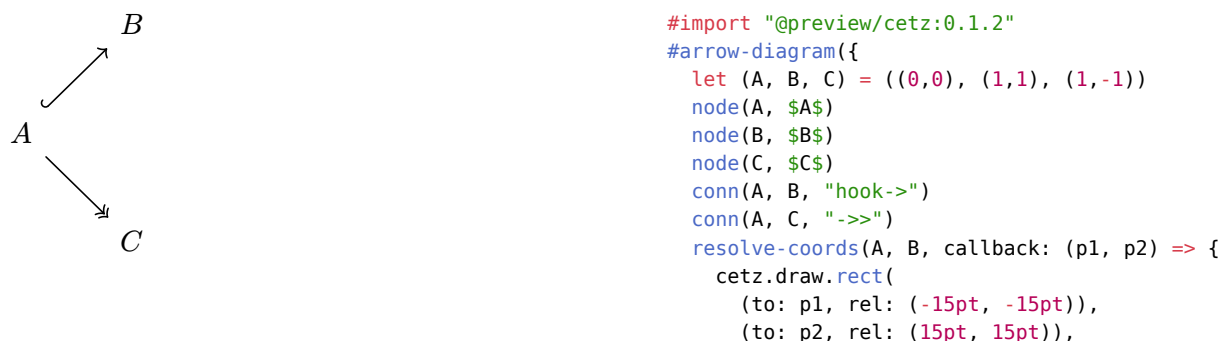 B
A
C
#import "@preview/cetz:0.1.2"
#arrow-diagram({
  let (A, B, C) = ((0,0), (1,1), (1,-1))
  node(A, $A$)
  node(B, $B$)
  node(C, $C$)
  conn(A, B, "hook->")
  conn(A, C, "->>")
  resolve-coords(A, B, callback: (p1, p2) => {
    cetz.draw.rect(
      (to: p1, rel: (-15pt, -15pt)),
      (to: p2, rel: (15pt, 15pt)),